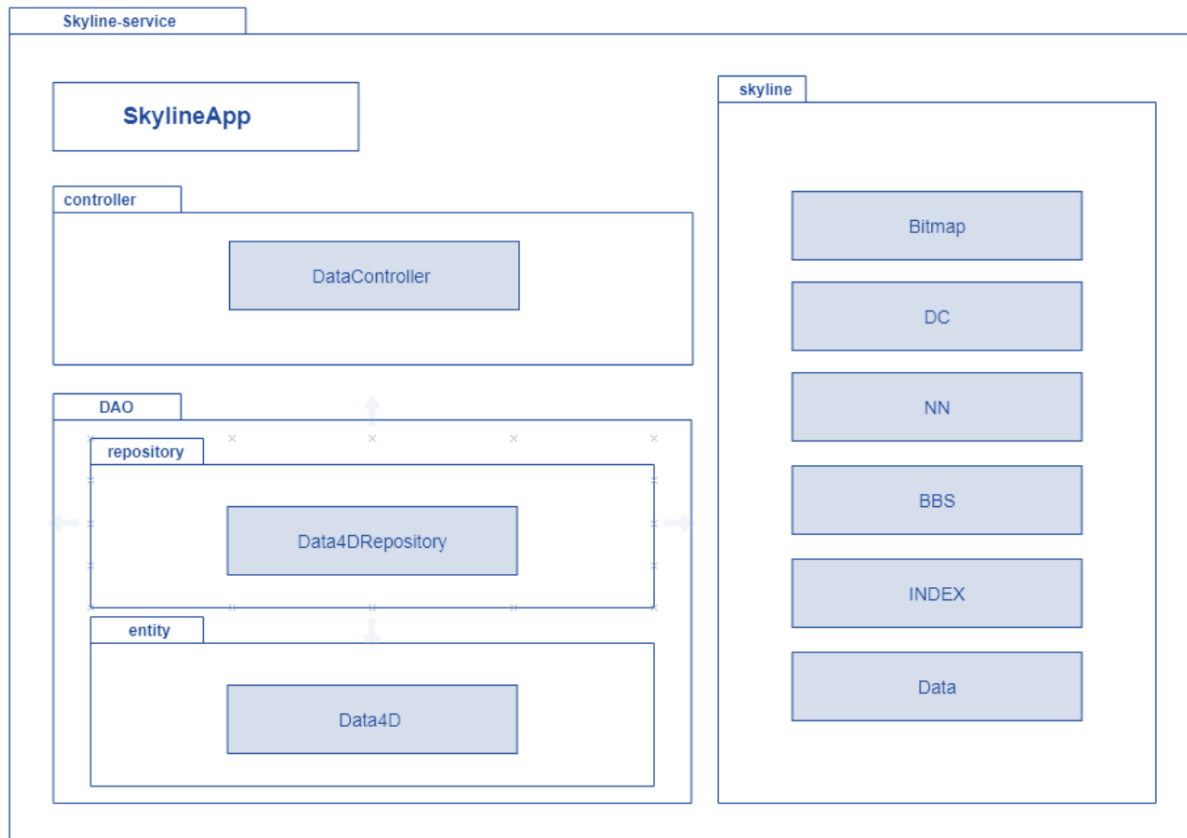 Skyline-service
SkylineApp
controller
DataController
DAO
repository
Data4DRepository
entity
Data4D
skyline
Bitmap
DC
NN
BBS
INDEX
Data